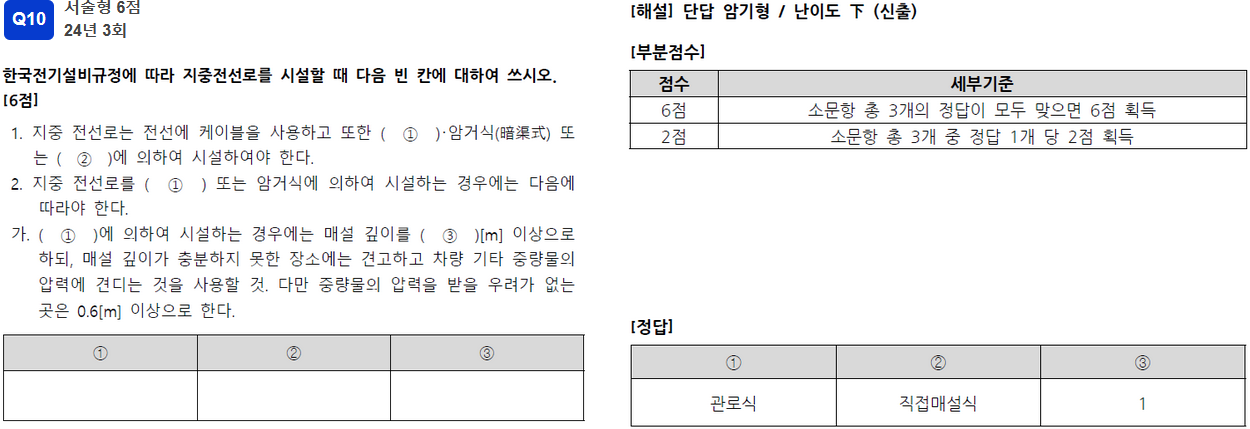 Q10
서술형 6점
24년 3회
한국전기설비규정에 따라 지중전선로를 시설할 때 다음 빈 칸에 대하여 쓰시오.
[6점]
1. 지중 전선로는 전선에 케이블을 사용하고 또한 ( ① )·암거식(暗渠式) 또
는 ( ② )에 의하여 시설하여야 한다.
2. 지중 전선로를 ( ① ) 또는 암거식에 의하여 시설하는 경우에는 다음에
따라야 한다.
가. ( ① )에 의하여 시설하는 경우에는 매설 깊이를 ( ③ )[m] 이상으로
하되, 매설 깊이가 충분하지 못한 장소에는 견고하고 차량 기타 중량물의
압력에 견디는 것을 사용할 것. 다만 중량물의 압력을 받을 우려가 없는
곳은 0.6[m] 이상으로 한다.
① ② ③
[해설] 단답 암기형 / 난이도 下 (신출)
[부분점수]
점수 세부기준
6점 소문항 총 3개의 정답이 모두 맞으면 6점 획득
2점 소문항 총 3개 중 정답 1개 당 2점 획득
[정답]
① ② ③
관로식 직접매설식 1